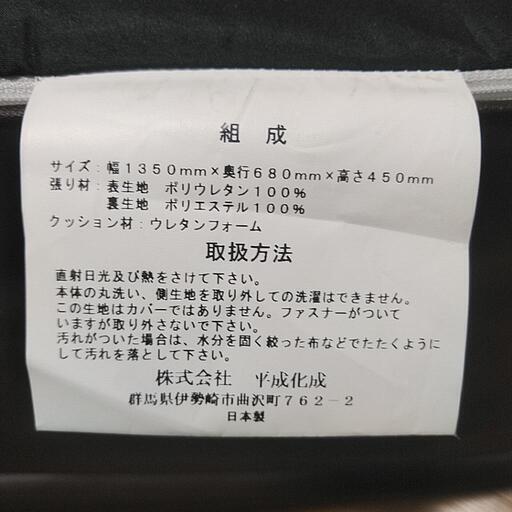 組 成
サイズ：幅１３５０ｍｍ×奥行６８０ｍｍ×高さ４５０ｍｍ
張り材：表生地 ポリウレタン１００％
裏生地 ポリエステル１００％
クッション材：ウレタンフォーム
取扱方法
直射日光及び熱をさけて下さい。
本体の丸洗い、側生地を取り外しての洗濯はできません。
この生地はカバーではありません。ファスナーがついて
いますが取り外さないで下さい。
汚れがついた場合は、水分を固く絞った布などでたたくように
して汚れを落として下さい。
株式会社 平成化成
群馬県伊勢崎市曲沢町７６２－２
日本製